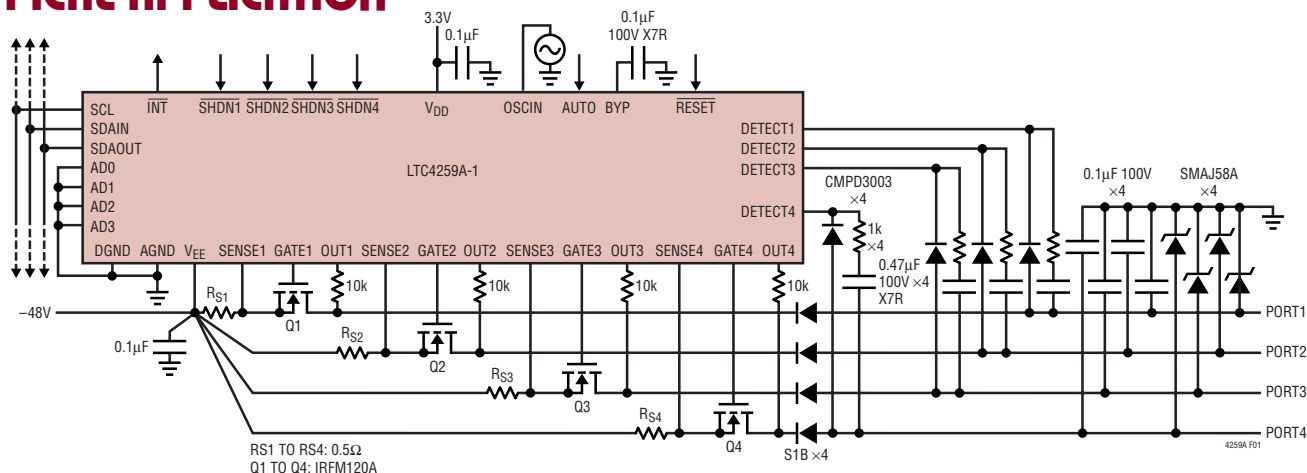 3.3V
0.1µF
0.1µF
100V X7R
SCL
SDAIN
SDAOUT
AD0
AD1
AD2
AD3
INT
SHDN1 SHDN2 SHDN3 SHDN4
VDD
OSCIN
AUTO
BYP
RESET
LTC4259A-1
DETECT1
DETECT2
DETECT3
DETECT4
DGND AGND VEE SENSE1 GATE1 OUT1 SENSE2 GATE2 OUT2 SENSE3 GATE3 OUT3 SENSE4 GATE4 OUT4
CMPD3003
×4
1k
×4
0.47µF
100V ×4
X7R
0.1µF 100V
×4
SMAJ58A
×4
10k
10k
10k
10k
–48V
0.1µF
RS1
Q1
RS2
Q2
RS3
Q3
RS4
Q4
S1B ×4
PORT1
PORT2
PORT3
PORT4
RS1 TO RS4: 0.5Ω
Q1 TO Q4: IRFM120A
4259A F01